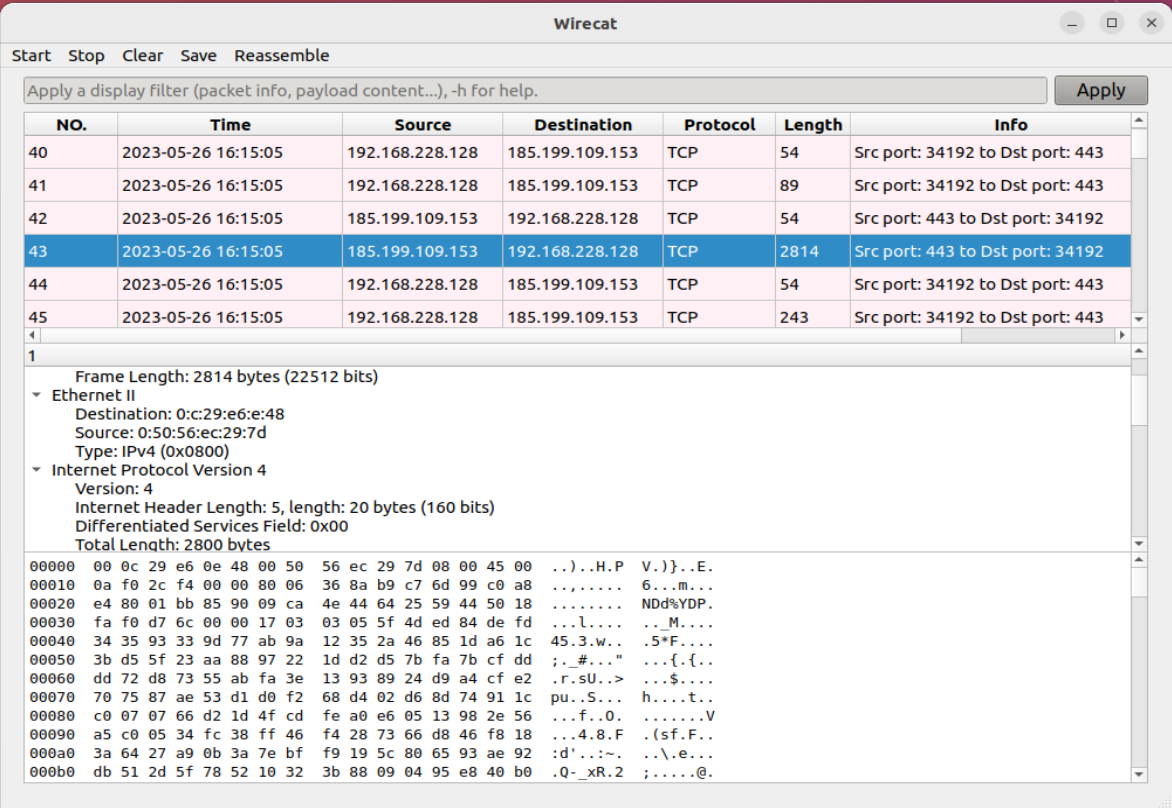 Wirecat
Start Stop Clear Save Reassemble
Apply a display filter (packet info, payload content...), -h for help. Apply
NO. Time Source Destination Protocol Length Info
40 2023-05-26 16:15:05 192.168.228.128 185.199.109.153 TCP 54 Src port: 34192 to Dst port: 443
41 2023-05-26 16:15:05 192.168.228.128 185.199.109.153 TCP 89 Src port: 34192 to Dst port: 443
42 2023-05-26 16:15:05 185.199.109.153 192.168.228.128 TCP 54 Src port: 443 to Dst port: 34192
43 2023-05-26 16:15:05 185.199.109.153 192.168.228.128 TCP 2814 Src port: 443 to Dst port: 34192
44 2023-05-26 16:15:05 192.168.228.128 185.199.109.153 TCP 54 Src port: 34192 to Dst port: 443
45 2023-05-26 16:15:05 192.168.228.128 185.199.109.153 TCP 243 Src port: 34192 to Dst port: 443
1
Frame Length: 2814 bytes (22512 bits)
Ethernet II
Destination: 0:c:29:e6:e:48
Source: 0:50:56:ec:29:7d
Type: IPv4 (0x0800)
Internet Protocol Version 4
Version: 4
Internet Header Length: 5, length: 20 bytes (160 bits)
Differentiated Services Field: 0x00
Total Length: 2800 bytes
00000 00 0c 29 e6 0e 48 00 50 56 ec 29 7d 08 00 45 00 ..)..H.P V.)}..E.
00010 0a f0 2c f4 00 00 80 06 36 8a b9 c7 6d 99 c0 a8 ..,..... 6...m...
00020 e4 80 01 bb 85 90 09 ca 4e 44 64 25 59 44 50 18 ........ NDd%YDP.
00030 fa f0 d7 6c 00 00 17 03 03 05 5f 4d ed 84 de fd ...l.... .._M....
00040 34 35 93 33 9d 77 ab 9a 12 35 2a 46 85 1d a6 1c 45.3.w.. .5*F....
00050 3b d5 5f 23 aa 88 97 22 1d d2 d5 7b fa 7b cf dd ;._#..." ...{.{..
00060 dd 72 d8 73 55 ab fa 3e 13 93 89 24 d9 a4 cf e2 .r.sU..> ...$....
00070 70 75 87 ae 53 d1 d0 f2 68 d4 02 d6 8d 74 91 1c pu..S... h....t..
00080 c0 07 07 66 d2 1d 4f cd fe a0 e6 05 13 98 2e 56 ...f..O. .......V
00090 a5 c0 05 34 fc 38 ff 46 f4 28 73 66 d8 46 f8 18 ...4.8.F .(sf.F..
000a0 3a 64 27 a9 0b 3a 7e bf f9 19 5c 80 65 93 ae 92 :d'..:~. ..\.e...
000b0 db 51 2d 5f 78 52 10 32 3b 88 09 04 95 e8 40 b0 .Q-_xR.2 ;.....@.